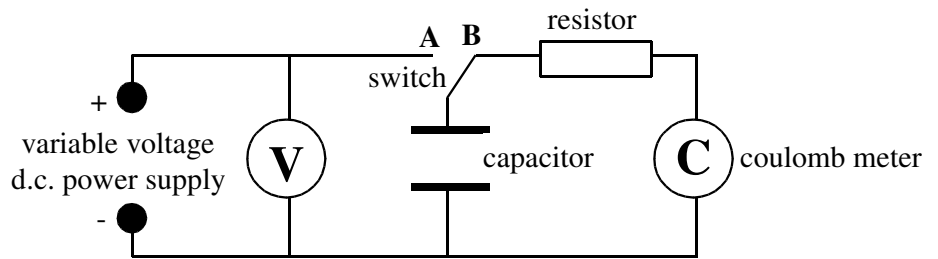 resistor
A B
switch
+
variable voltage
d.c. power supply
V
capacitor
C
coulomb meter
-